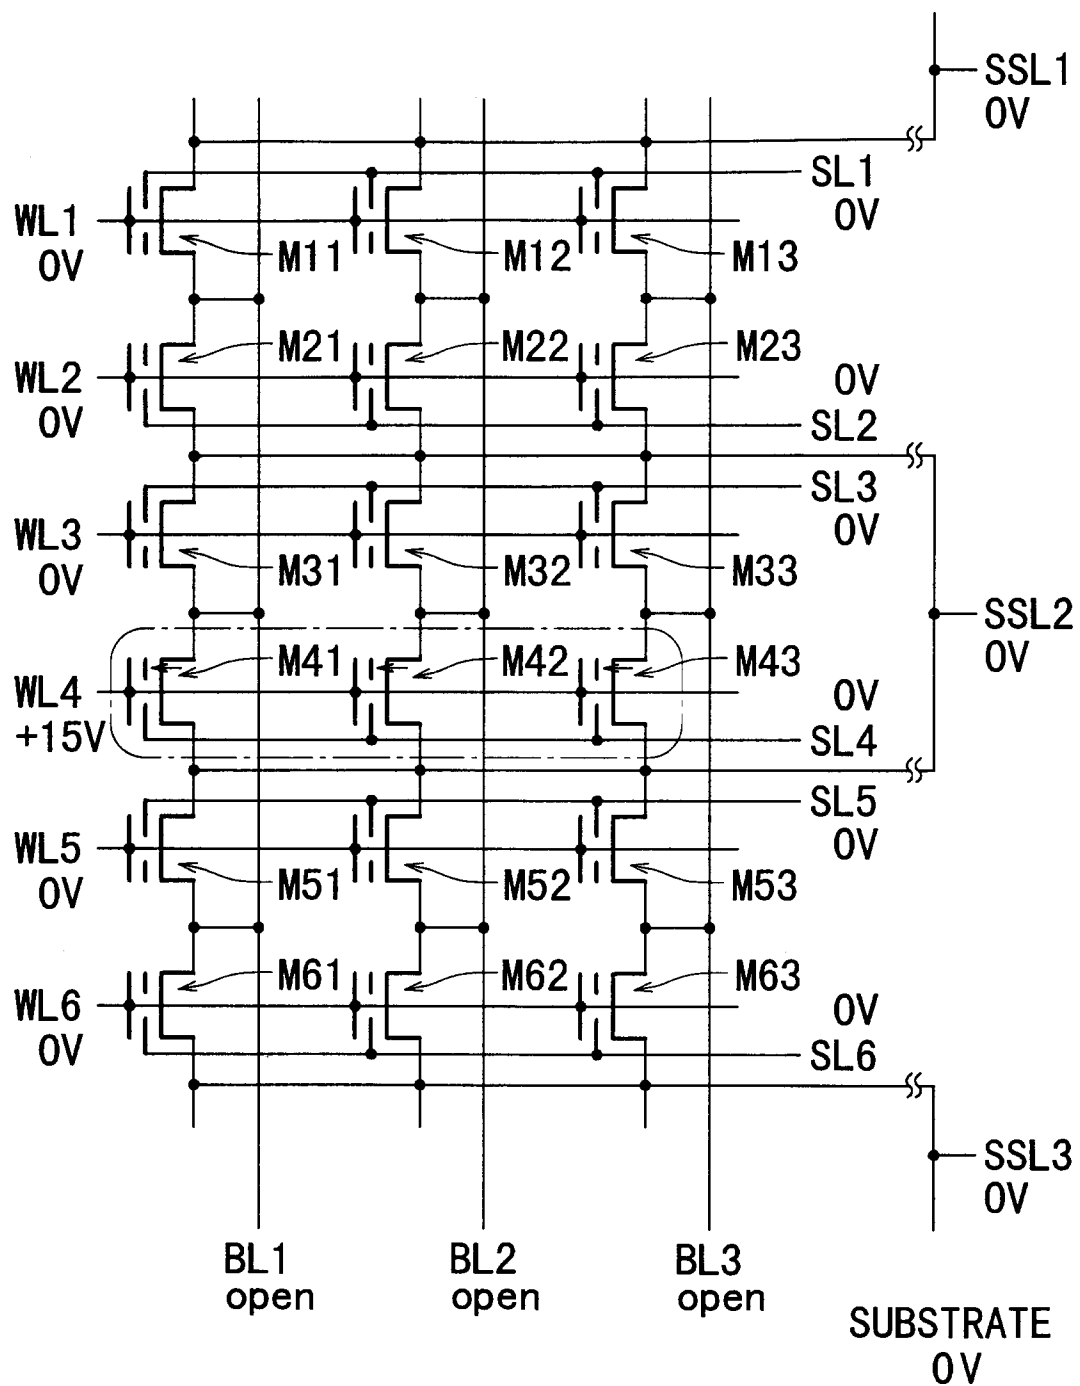 SSL1
0V
SL1
WL1
0V
0V
M11
M12
M13
M21
M22
M23
WL2
0V
0V
SL2
SL3
WL3
0V
0V
M31
M32
M33
SSL2
0V
M41
M42
M43
WL4
0V
+15V
SL4
SL5
WL5
0V
0V
M51
M52
M53
M61
M62
M63
WL6
0V
0V
SL6
SSL3
0V
BL1
open
BL2
open
BL3
open
SUBSTRATE
0V